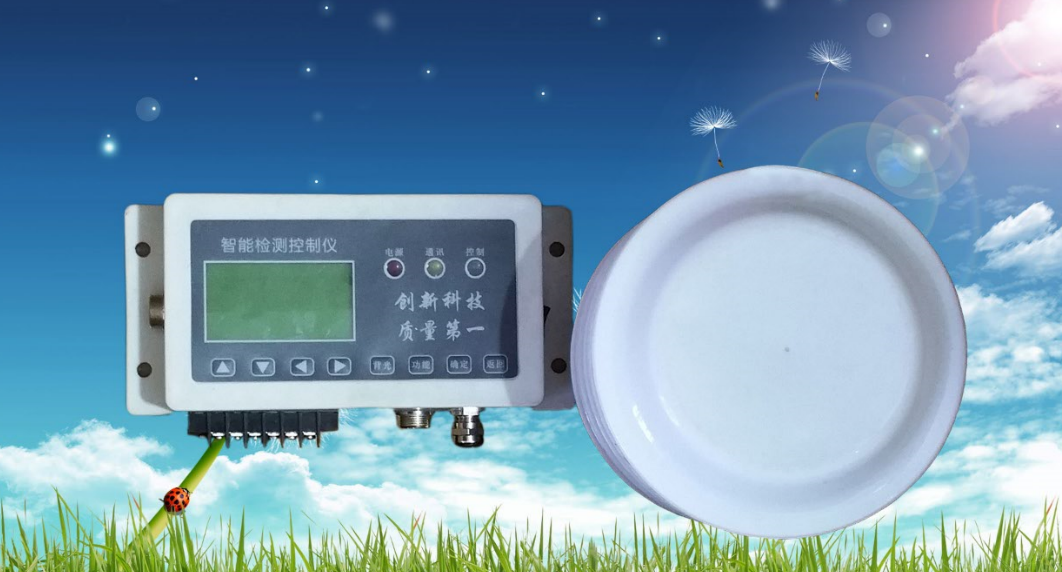 智能检测控制仪
电源 通讯 控制
创新科技
质量第一
背光 功能 确定 返回